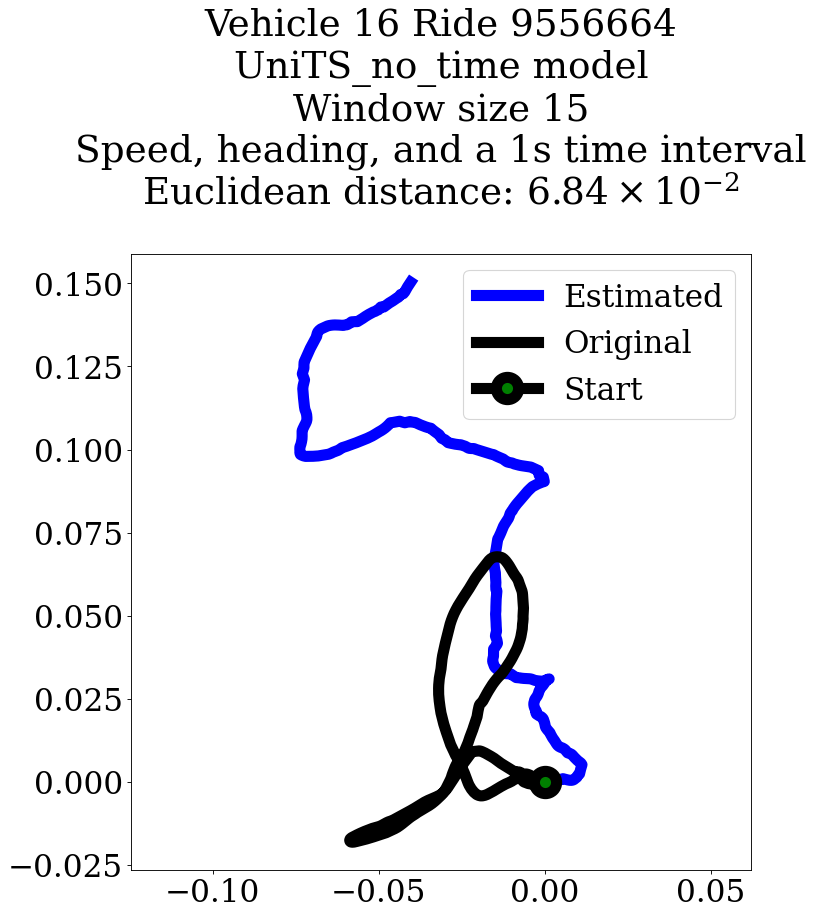 Vehicle 16 Ride 9556664
UniTS_no_time model
Window size 15
Speed, heading, and a 1s time interval
Euclidean distance: 6.84 × 10⁻²
Estimated
Original
Start
0.150
0.125
0.100
0.075
0.050
0.025
0.000
−0.025
−0.10 −0.05 0.00 0.05